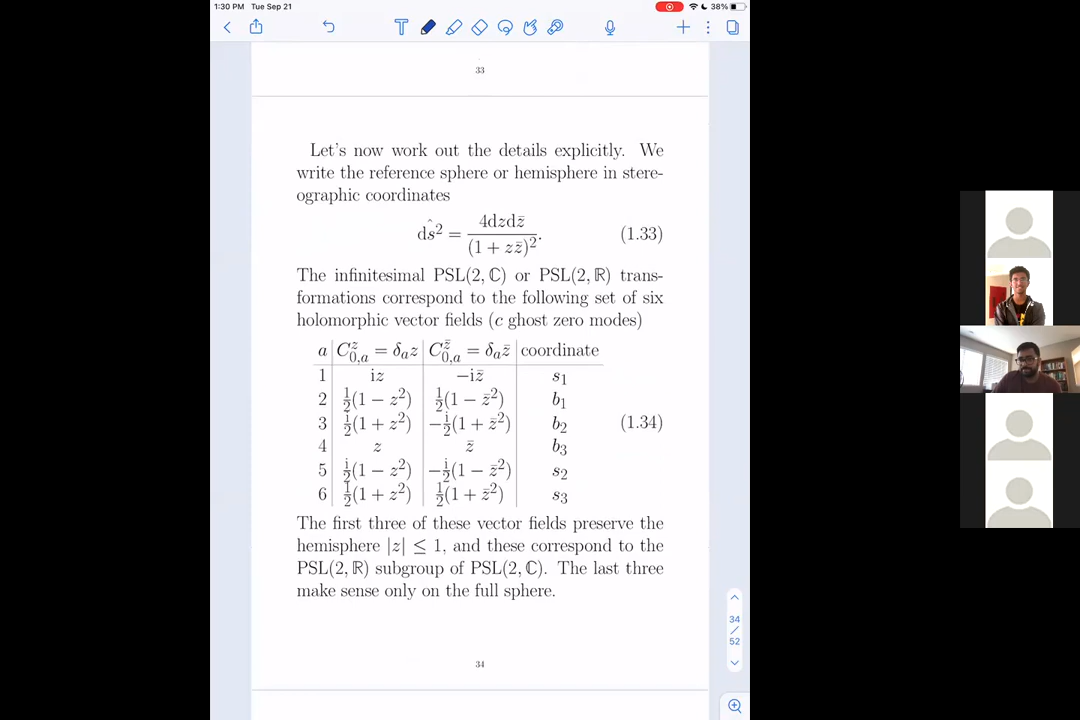 1:30 PM Tue Sep 21
38%
33
Let's now work out the details explicitly. We
write the reference sphere or hemisphere in stere-
ographic coordinates
dŝ² = 4dzdz̄ / (1 + zz̄)². (1.33)
The infinitesimal PSL(2, ℂ) or PSL(2, ℝ) trans-
formations correspond to the following set of six
holomorphic vector fields (c ghost zero modes)
a C^z_{0,a} = δ_a z C^z̄_{0,a} = δ_a z̄ coordinate
1 iz −iz̄ s₁
2 ½(1 − z²) ½(1 − z̄²) b₁
3 i/2(1 + z²) −i/2(1 + z̄²) b₂ (1.34)
4 z z̄ b₃
5 i/2(1 − z²) −i/2(1 − z̄²) s₂
6 ½(1 + z²) ½(1 + z̄²) s₃
The first three of these vector fields preserve the
hemisphere |z| ≤ 1, and these correspond to the
PSL(2, ℝ) subgroup of PSL(2, ℂ). The last three
make sense only on the full sphere.
34
/
52
34